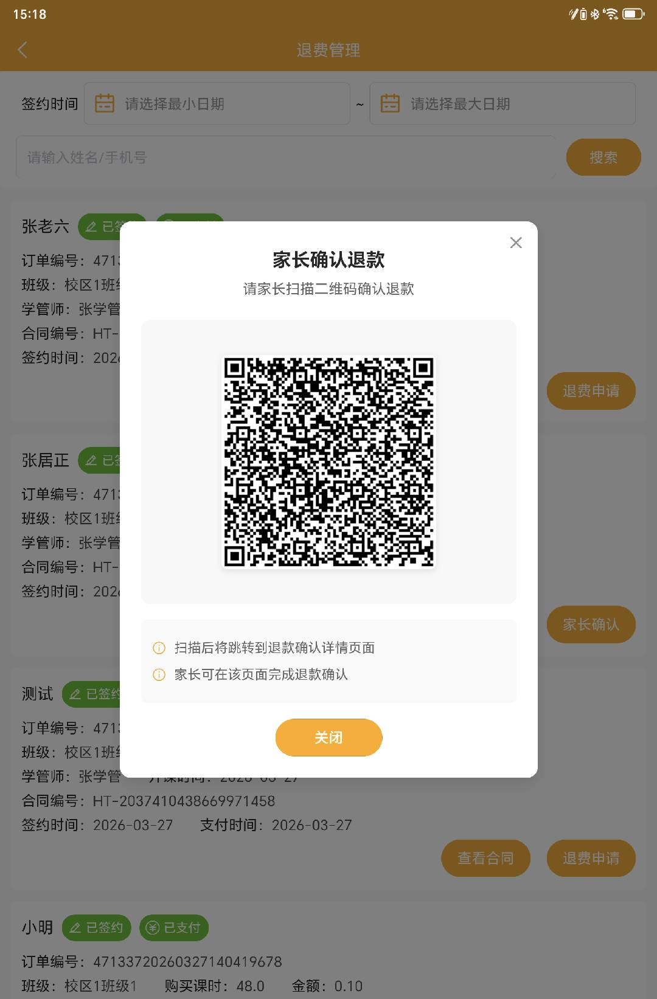 15:18
退费管理
签约时间 请选择最小日期 ~ 请选择最大日期
请输入姓名/手机号 搜索
张老六 已签
订单编号：471
班级：校区1班
学管师：张学管
合同编号：HT-
签约时间：202
退费申请
家长确认退款
请家长扫描二维码确认退款
张居正 已
订单编号：471
班级：校区1班
学管师：张学管
合同编号：HT-
签约时间：202
家长确认
扫描后将跳转到退款确认详情页面
家长可在该页面完成退款确认
关闭
测试 已签约
订单编号：471
班级：校区1班
学管师：张学管 开课时间：2026-03-27
合同编号：HT-2037410438669971458
签约时间：2026-03-27 支付时间：2026-03-27
查看合同 退费申请
小明 已签约 已支付
订单编号：47133720260327140419678
班级：校区1班级1 购买课时：48.0 金额：0.10